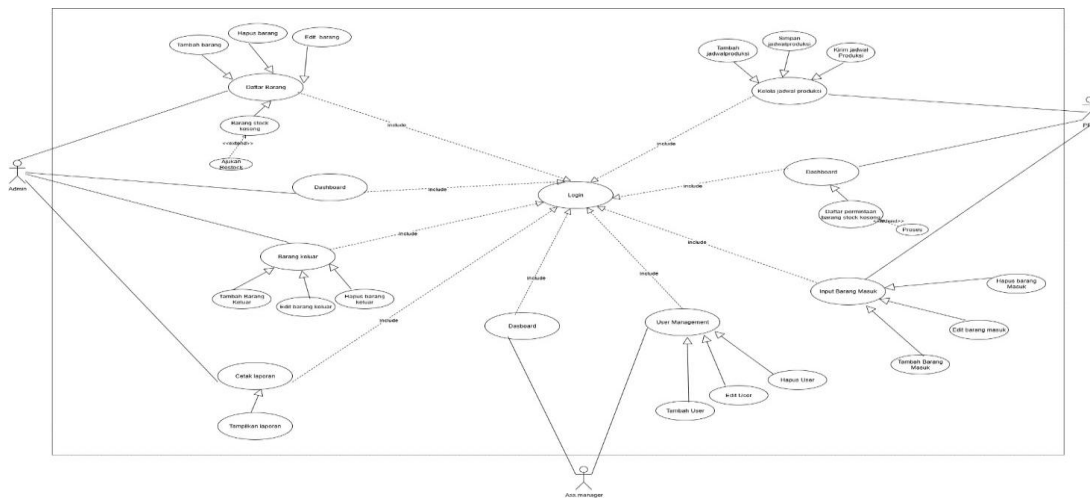 Tambah barang
Hapus barang
Edit barang
Daftar Barang
Barang stock
kosong
<<extend>>
Ajukan
Restock
include
Tambah
jadwalproduksi
Simpan
jadwalproduksi
Kirim jadwal
Produksi
Kelola jadwal produksi
include
Admin
Dashboard
include
Login
include
Dashboard
Daftar permintaan
barang stock kosong
<<extend>>
Proses
Barang keluar
include
Tambah Barang
Keluar
Edit barang keluar
Hapus barang
keluar
include
Input Barang Masuk
Hapus barang
Masuk
Edit barang masuk
Tambah Barang
Masuk
Dasboard
include
User Management
include
Tambah User
Edit User
Hapus User
Cetak laporan
include
Tampilkan laporan
Ass.manager